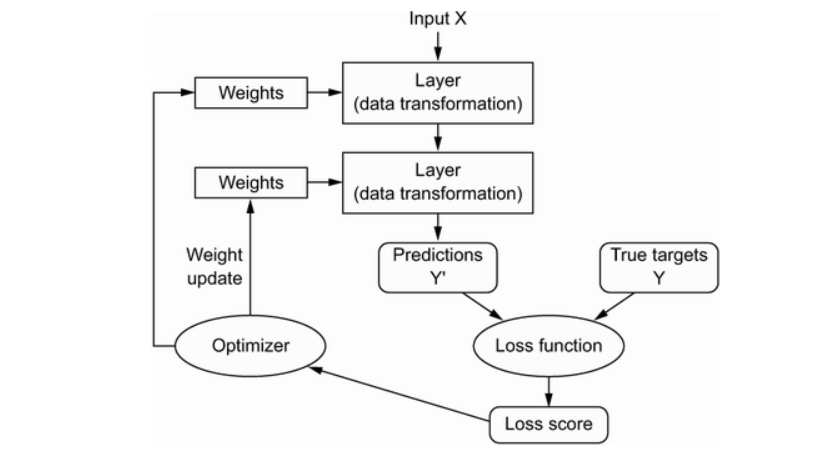 Input X
Weights
Layer
(data transformation)
Weights
Layer
(data transformation)
Weight
update
Predictions
Y'
True targets
Y
Optimizer
Loss function
Loss score